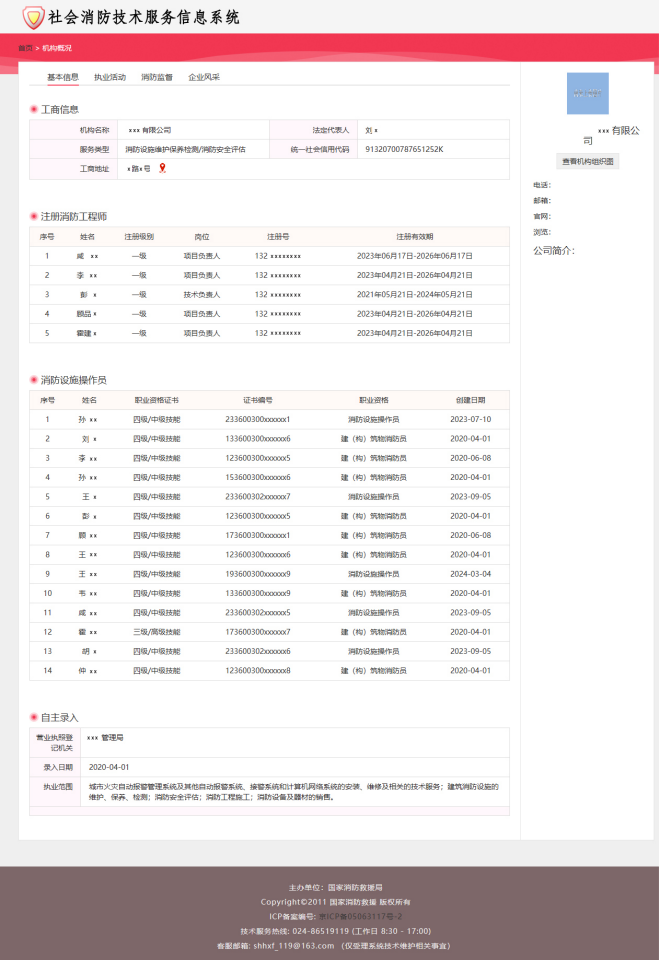 社会消防技术服务信息系统
首页 > 机构概况
基本信息 执业活动 消防监督 企业风采
工商信息
机构名称 xxx 有限公司 法定代表人 刘 x
服务类型 消防设施维护保养检测/消防安全评估 统一社会信用代码 91320700787651252K
工商地址 x路x号
注册消防工程师
序号 姓名 注册级别 岗位 注册号 注册有效期
1 咸 xx 一级 项目负责人 132 xxxxxxxx 2023年06月17日-2026年06月17日
2 李 xx 一级 项目负责人 132 xxxxxxxx 2023年04月21日-2026年04月21日
3 彭 x 一级 技术负责人 132 xxxxxxxx 2021年05月21日-2024年05月21日
4 顾品 x 一级 项目负责人 132 xxxxxxxx 2023年04月21日-2026年04月21日
5 霍建 x 一级 项目负责人 132 xxxxxxxx 2023年04月21日-2026年04月21日
消防设施操作员
序号 姓名 职业资格证书 证书编号 职业资格 创建日期
1 孙 xx 四级/中级技能 233600300xxxxxx1 消防设施操作员 2023-07-10
2 刘 x 四级/中级技能 133600300xxxxxx6 建（构）筑物消防员 2020-04-01
3 李 xx 四级/中级技能 123600300xxxxxx5 建（构）筑物消防员 2020-06-08
4 孙 xx 四级/中级技能 153600300xxxxxx6 建（构）筑物消防员 2020-04-01
5 王 x 四级/中级技能 233600302xxxxxx7 消防设施操作员 2023-09-05
6 彭 x 四级/中级技能 123600300xxxxxx5 建（构）筑物消防员 2020-04-01
7 顾 xx 四级/中级技能 173600300xxxxxx1 建（构）筑物消防员 2020-06-08
8 王 xx 四级/中级技能 123600300xxxxxx6 建（构）筑物消防员 2020-04-01
9 王 xx 四级/中级技能 193600300xxxxxx9 消防设施操作员 2024-03-04
10 韦 xx 四级/中级技能 133600300xxxxxx9 建（构）筑物消防员 2020-04-01
11 咸 xx 四级/中级技能 233600302xxxxxx5 消防设施操作员 2023-09-05
12 霍 xx 三级/高级技能 173600300xxxxxx7 建（构）筑物消防员 2020-04-01
13 胡 x 四级/中级技能 233600302xxxxxx6 消防设施操作员 2023-09-05
14 仲 xx 四级/中级技能 123600300xxxxxx8 建（构）筑物消防员 2020-04-01
自主录入
营业执照登记机关 xxx 管理局
录入日期 2020-04-01
执业范围 城市火灾自动报警管理系统及其他自动报警系统、接警系统和计算机网络系统的安装、维修及相关的技术服务；建筑消防设施的
维护、保养、检测；消防安全评估；消防工程施工；消防设备及器材的销售。
xxx 有限公
司
查看机构组织图
电话：
邮箱：
官网：
浏览：
公司简介：
主办单位：国家消防救援局
Copyright©2011 国家消防救援 版权所有
ICP备案编号: 京ICP备05063117号-2
技术服务热线: 024-86519119 (工作日 8:30 - 17:00)
客服邮箱: shhxf_119@163.com （仅受理系统技术维护相关事宜）